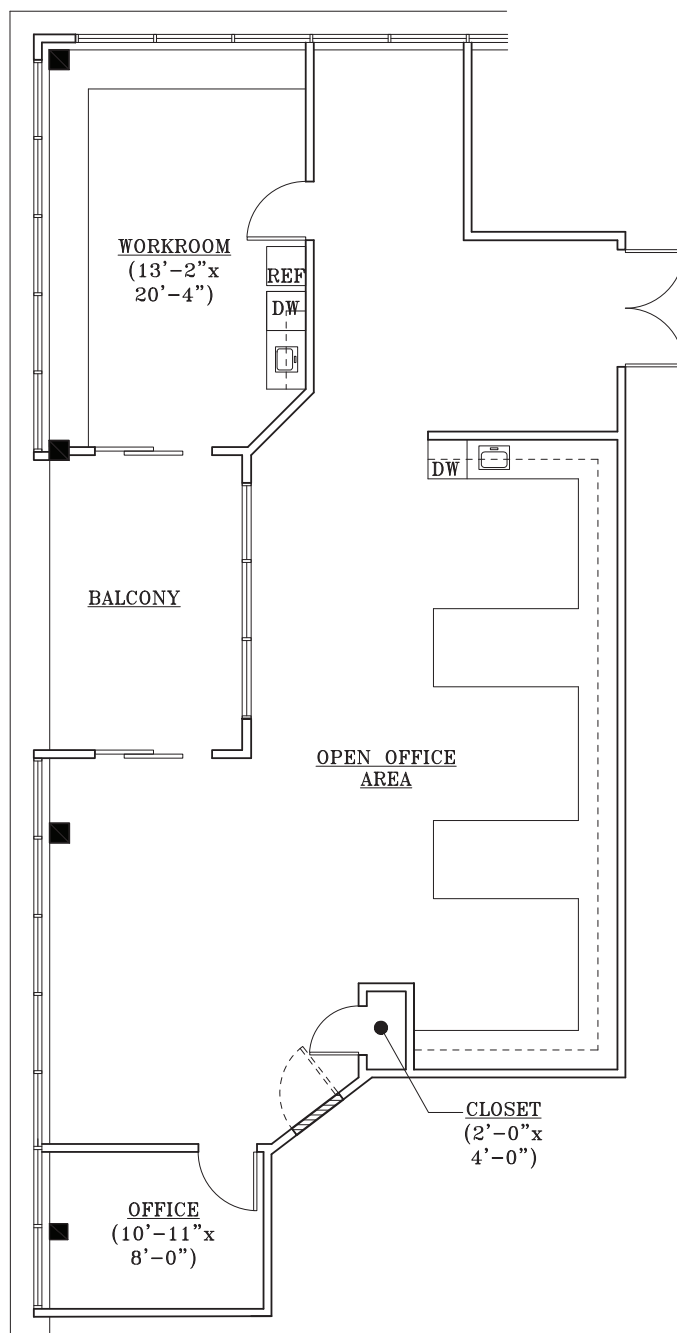 WORKROOM
(13'-2"x
20'-4")
REF
DW
DW
BALCONY
OPEN OFFICE
AREA
CLOSET
(2'-0"x
4'-0")
OFFICE
(10'-11"x
8'-0")